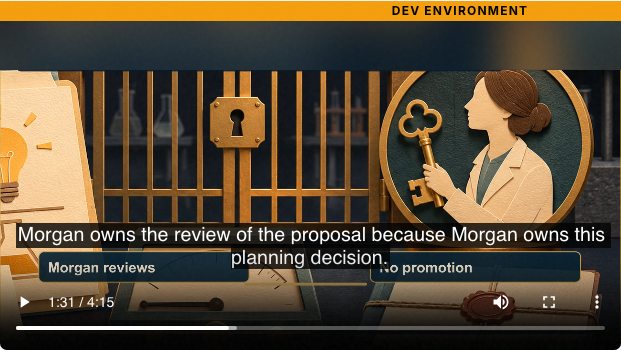 DEV ENVIRONMENT
Morgan owns the review of the proposal because Morgan owns this
planning decision.
Morgan reviews
No promotion
1:31 / 4:15